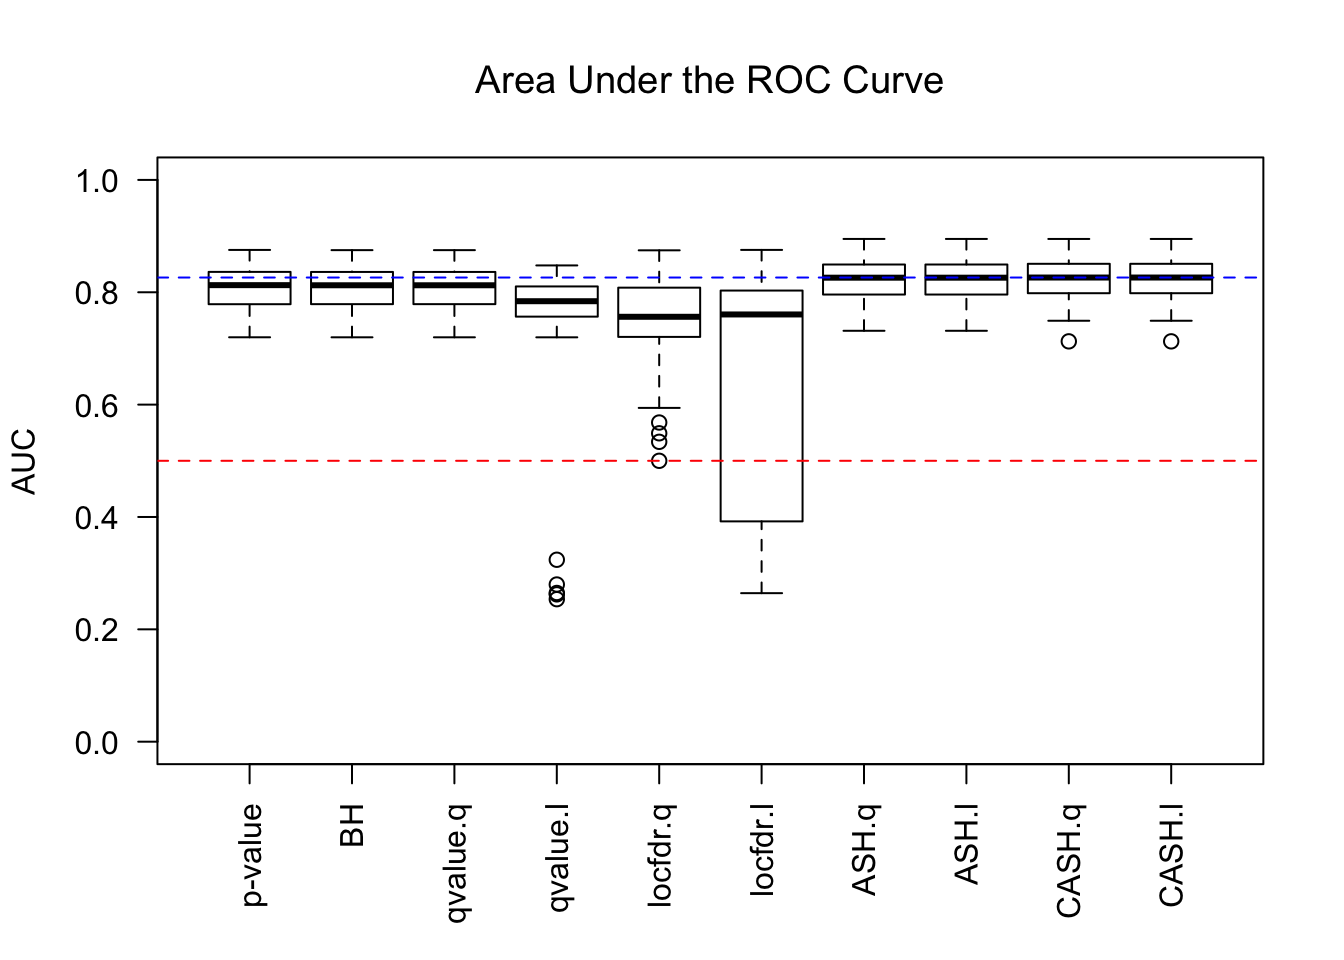 Area Under the ROC Curve
AUC
1.0
0.8
0.6
0.4
0.2
0.0
p-value
BH
qvalue.q
qvalue.l
locfdr.q
locfdr.l
ASH.q
ASH.l
CASH.q
CASH.l